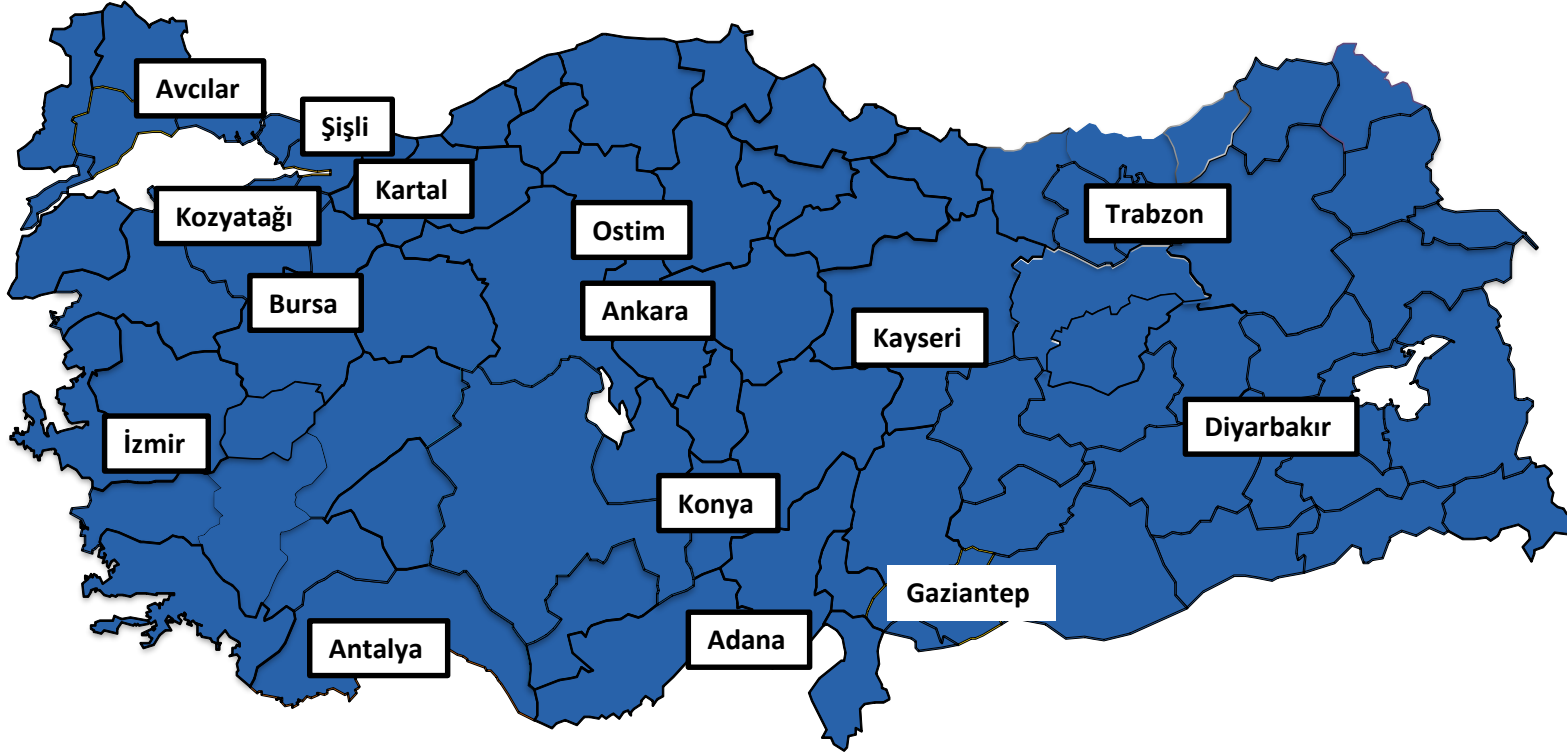 Avcılar
Şişli
Kartal
Kozyatağı
Ostim
Trabzon
Bursa
Ankara
Kayseri
İzmir
Diyarbakır
Konya
Gaziantep
Antalya
Adana